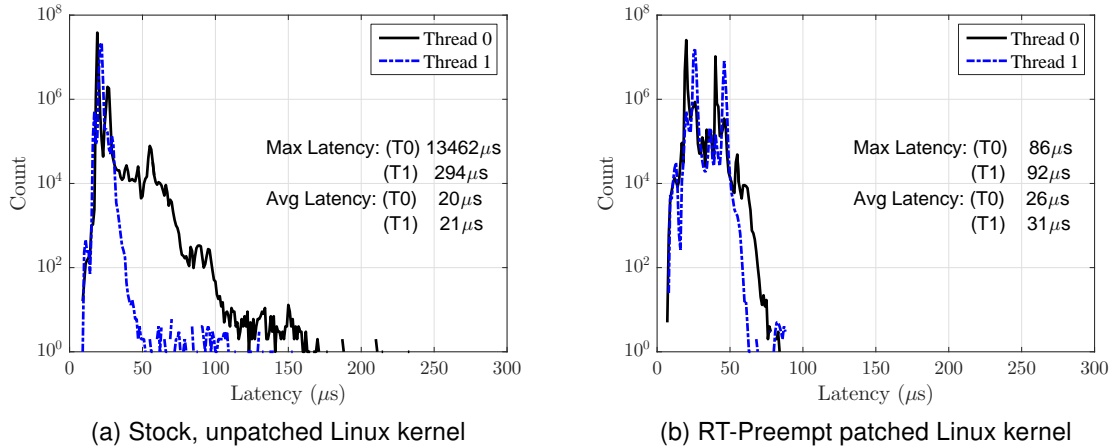 10^8
10^6
10^4
10^2
10^0
Count
0 50 100 150 200 250 300
Latency (μs)
Thread 0
Thread 1
Max Latency: (T0) 13462μs
(T1) 294μs
Avg Latency: (T0) 20μs
(T1) 21μs
(a) Stock, unpatched Linux kernel
10^8
10^6
10^4
10^2
10^0
Count
0 50 100 150 200 250 300
Latency (μs)
Thread 0
Thread 1
Max Latency: (T0) 86μs
(T1) 92μs
Avg Latency: (T0) 26μs
(T1) 31μs
(b) RT-Preempt patched Linux kernel